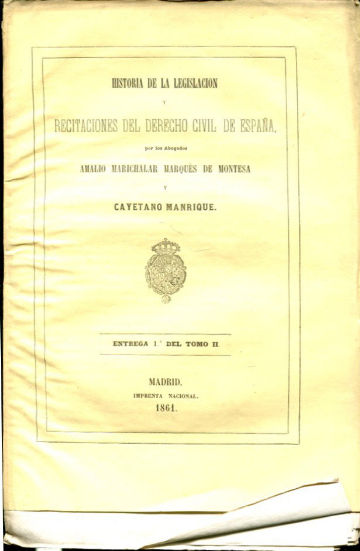 HISTORIA DE LA LEGISLACION
Y
RECITACIONES DEL DERECHO CIVIL DE ESPAÑA,
por los Abogados
AMALIO MARICHALAR MARQUÉS DE MONTESA
Y
CAYETANO MANRIQUE.
ENTREGA 1.ª DEL TOMO II.
MADRID.
IMPRENTA NACIONAL.
1861.